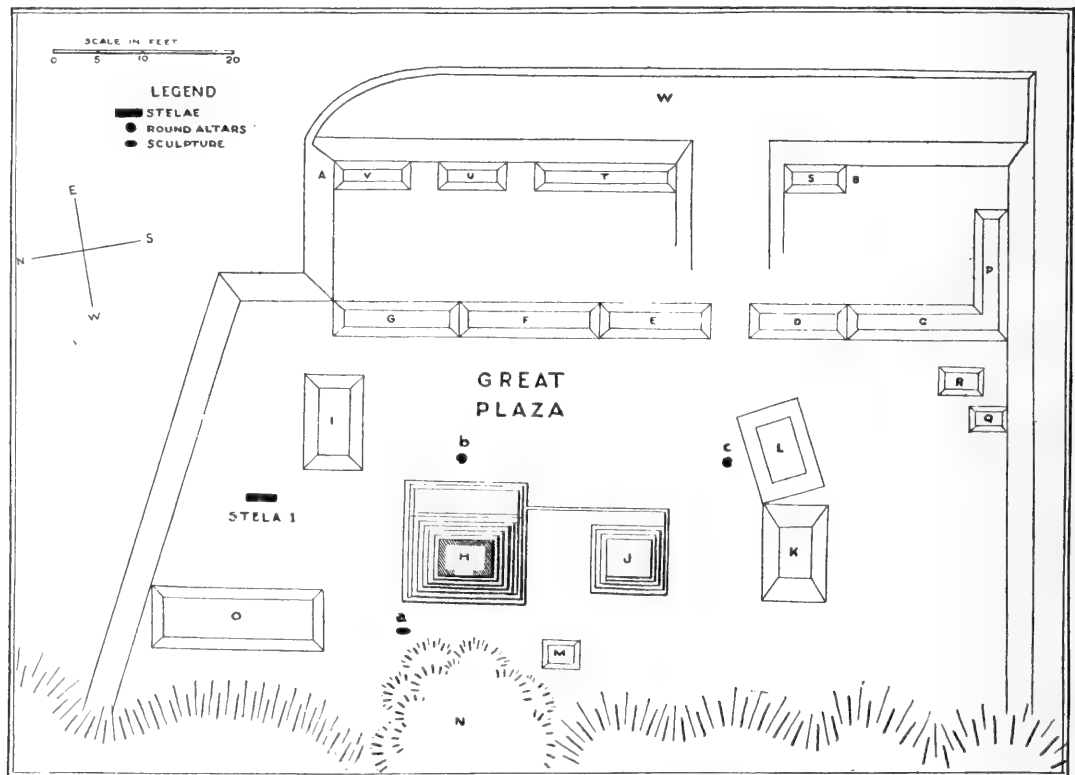 SCALE IN FEET
0 5 10 20
LEGEND
STELAE
ROUND ALTARS
SCULPTURE
E
S
N
W
W
A V U T S B
P
G F E D C
R
Q
GREAT
PLAZA
I
b
c
L
STELA 1
H
J
K
O
a
M
N